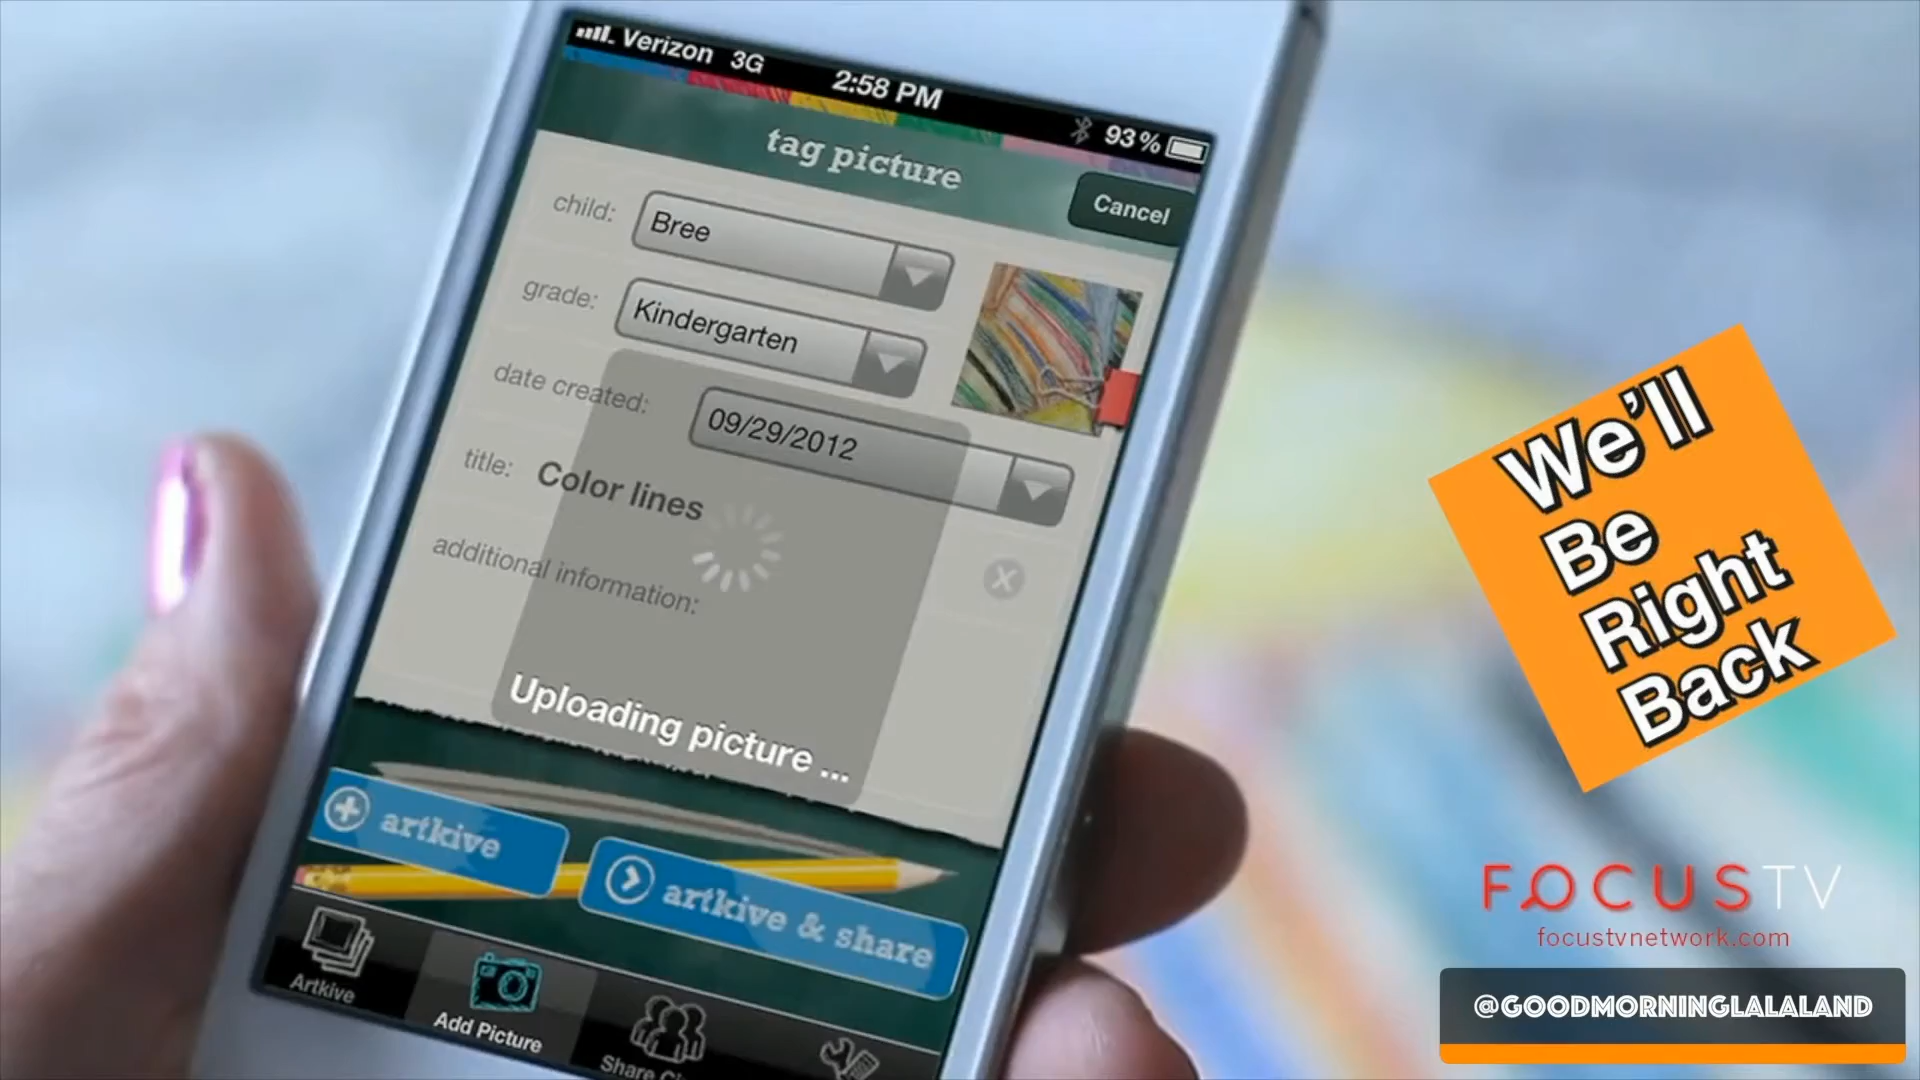 Verizon 3G 2:58 PM 93%
tag picture
Cancel
child: Bree
grade: Kindergarten
date created: 09/29/2012
title: Color lines
additional information:
Uploading picture ...
artkive
artkive & share
Artkive
Add Picture
Share
We'll
Be
Right
Back
FOCUSTV
focustvnetwork.com
@GOODMORNINGLALALAND